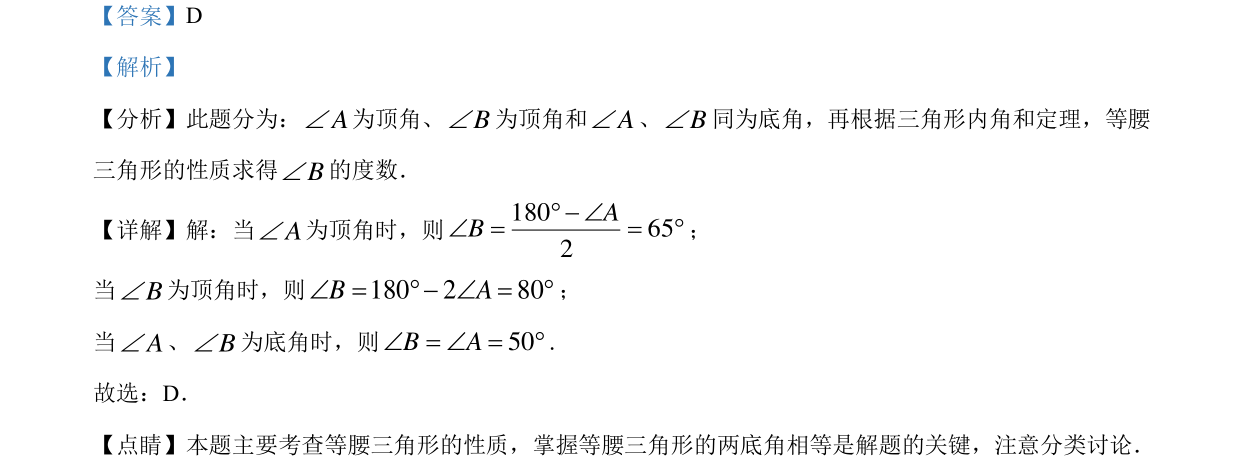 【答案】D
【解析】
【分析】此题分为：∠A为顶角、∠B为顶角和∠A、∠B同为底角，再根据三角形内角和定理，等腰
三角形的性质求得∠B的度数．
【详解】解：当∠A为顶角时，则∠B = (180° − ∠A)/2 = 65°；
当∠B为顶角时，则∠B = 180° − 2∠A = 80°；
当∠A、∠B为底角时，则∠B = ∠A = 50°．
故选：D．
【点睛】本题主要考查等腰三角形的性质，掌握等腰三角形的两底角相等是解题的关键，注意分类讨论．